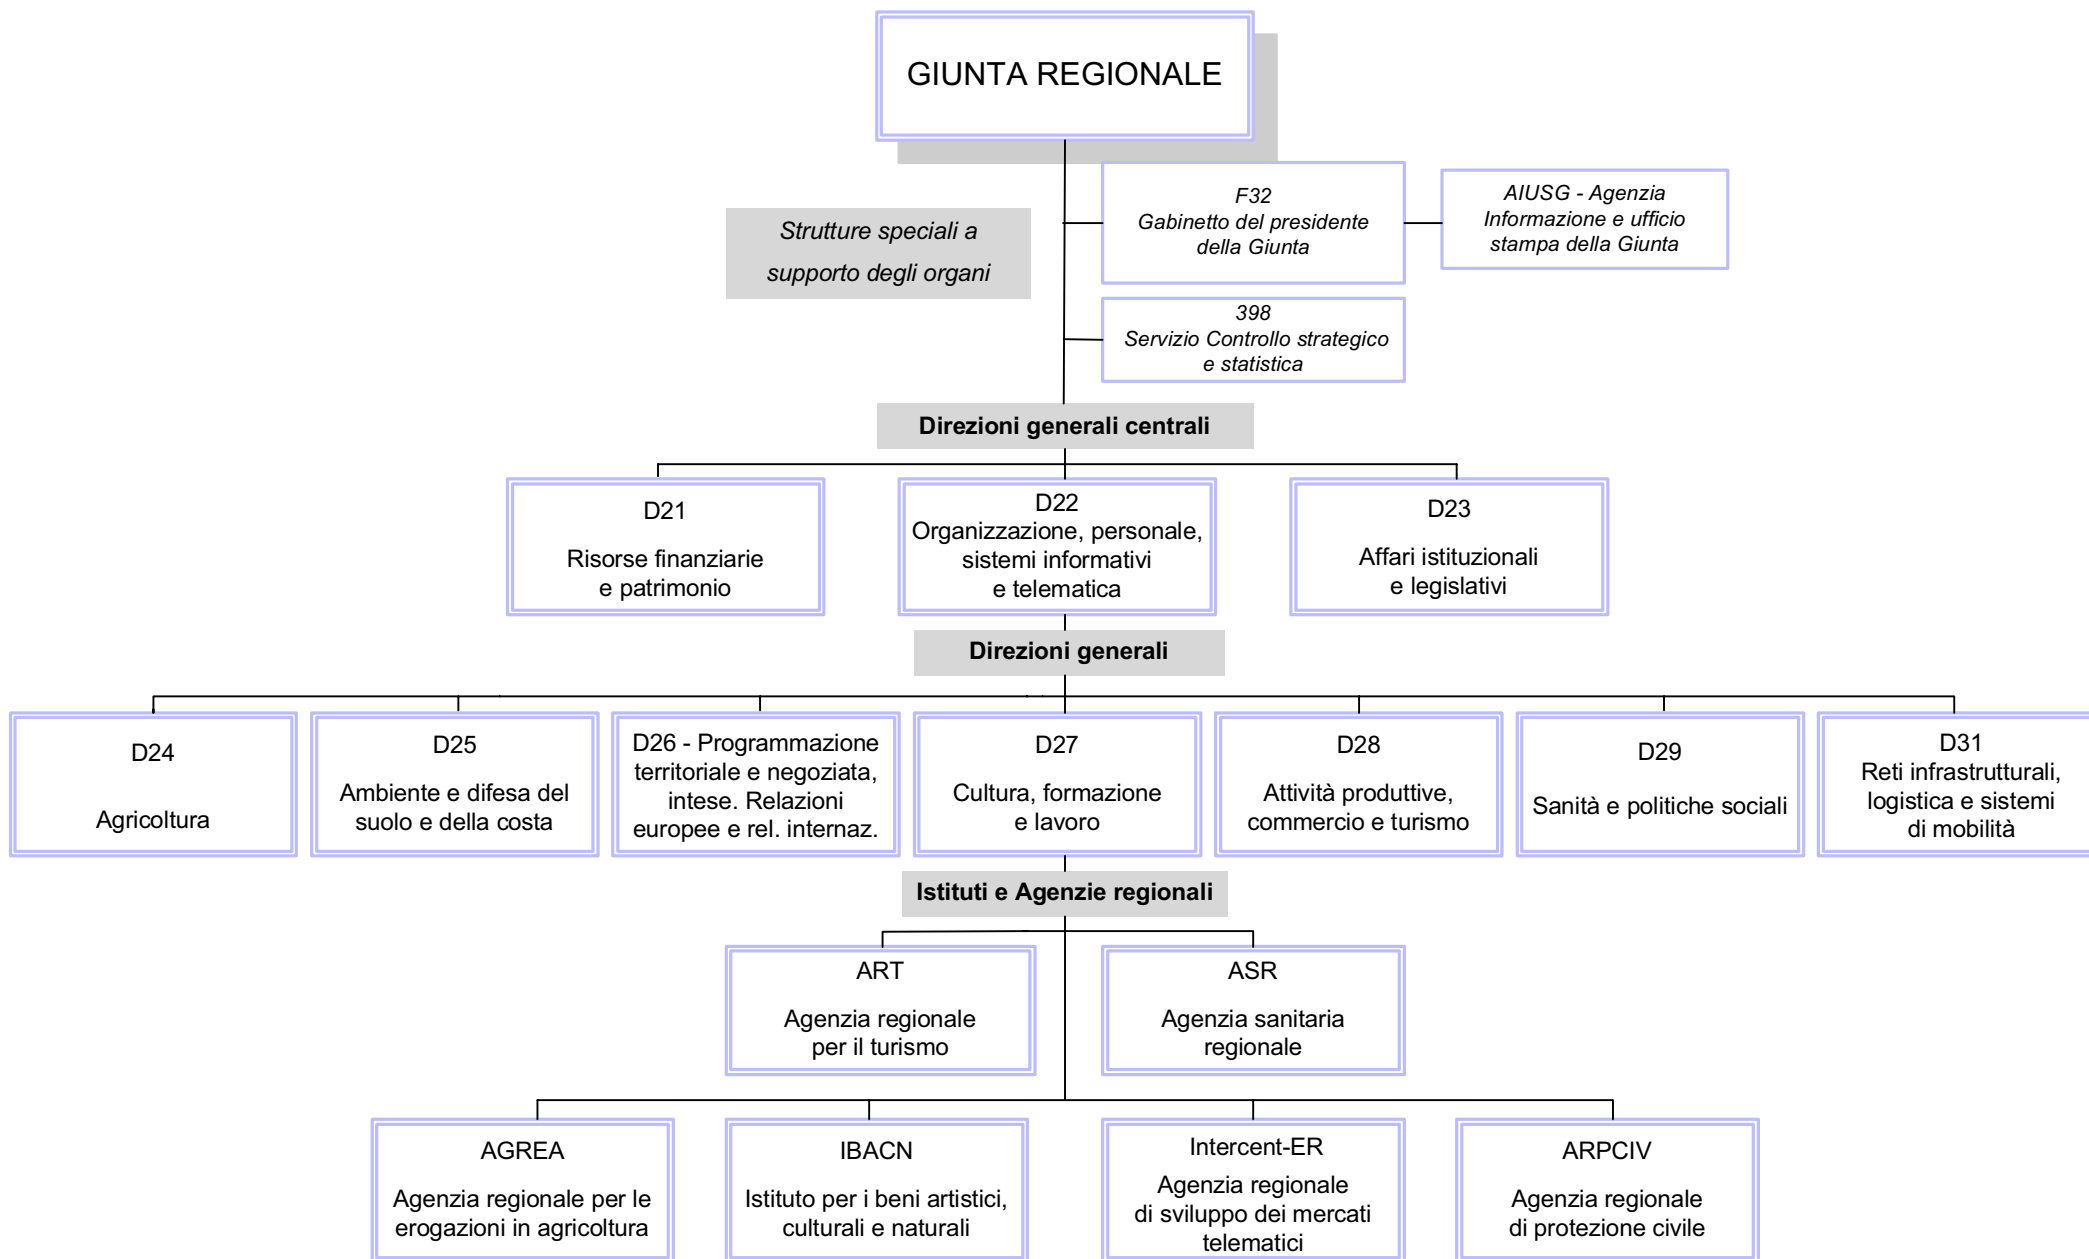 GIUNTA REGIONALE
Strutture speciali a
supporto degli organi
F32
Gabinetto del presidente
della Giunta
AIUSG - Agenzia
Informazione e ufficio
stampa della Giunta
398
Servizio Controllo strategico
e statistica
Direzioni generali centrali
D21
Risorse finanziarie
e patrimonio
D22
Organizzazione, personale,
sistemi informativi
e telematica
D23
Affari istituzionali
e legislativi
Direzioni generali
D24
Agricoltura
D25
Ambiente e difesa del
suolo e della costa
D26 - Programmazione
territoriale e negoziata,
intese. Relazioni
europee e rel. internaz.
D27
Cultura, formazione
e lavoro
D28
Attività produttive,
commercio e turismo
D29
Sanità e politiche sociali
D31
Reti infrastrutturali,
logistica e sistemi
di mobilità
Istituti e Agenzie regionali
ART
Agenzia regionale
per il turismo
ASR
Agenzia sanitaria
regionale
AGREA
Agenzia regionale per le
erogazioni in agricoltura
IBACN
Istituto per i beni artistici,
culturali e naturali
Intercent-ER
Agenzia regionale
di sviluppo dei mercati
telematici
ARPCIV
Agenzia regionale
di protezione civile